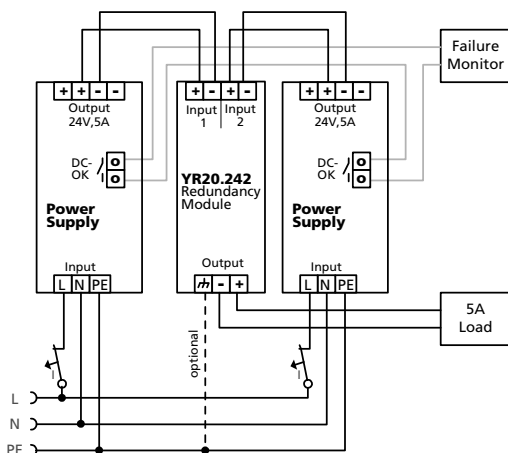 Failure
Monitor
+ + - -
Output
24V,5A
DC-
OK
Power
Supply
Input
L N PE
+ - + -
Input Input
1 2
YR20.242
Redundancy
Module
Output
- +
optional
+ + - -
Output
24V,5A
DC-
OK
Power
Supply
Input
L N PE
5A
Load
I
I
L
N
PE